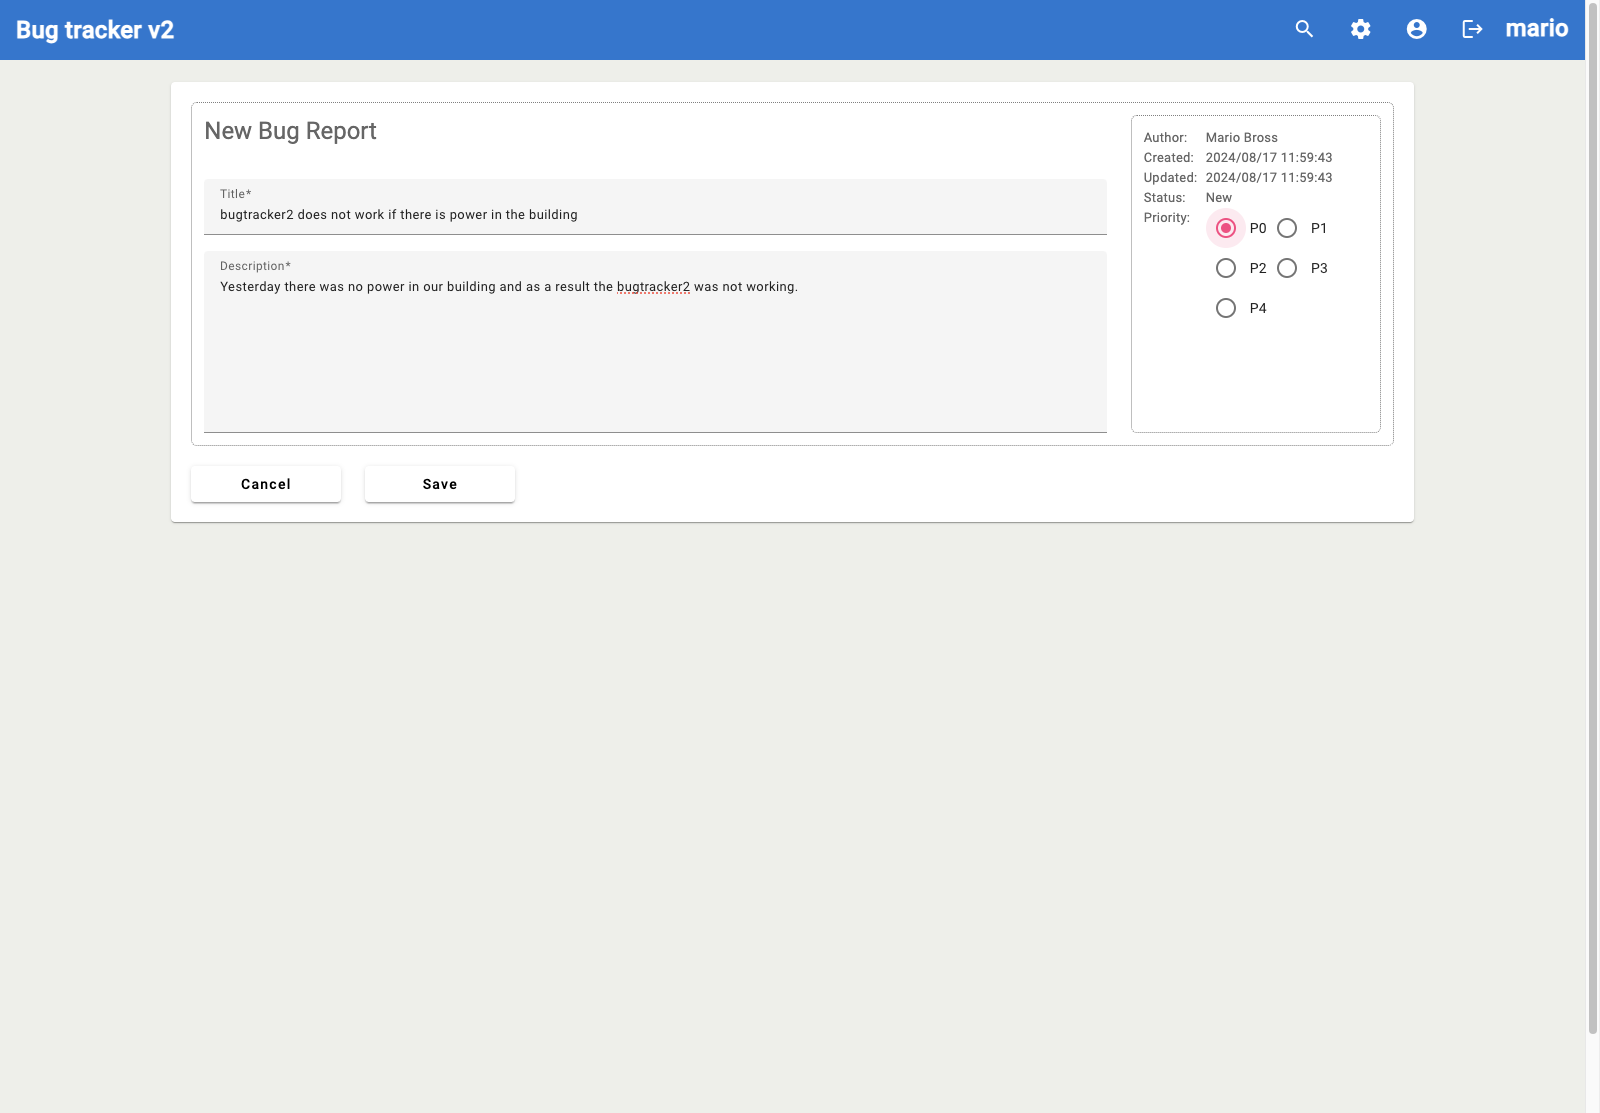 Bug tracker v2
mario
New Bug Report
Title*
bugtracker2 does not work if there is power in the building
Description*
Yesterday there was no power in our building and as a result the bugtracker2 was not working.
Author: Mario Bross
Created: 2024/08/17 11:59:43
Updated: 2024/08/17 11:59:43
Status: New
Priority:
P0 P1
P2 P3
P4
Cancel Save